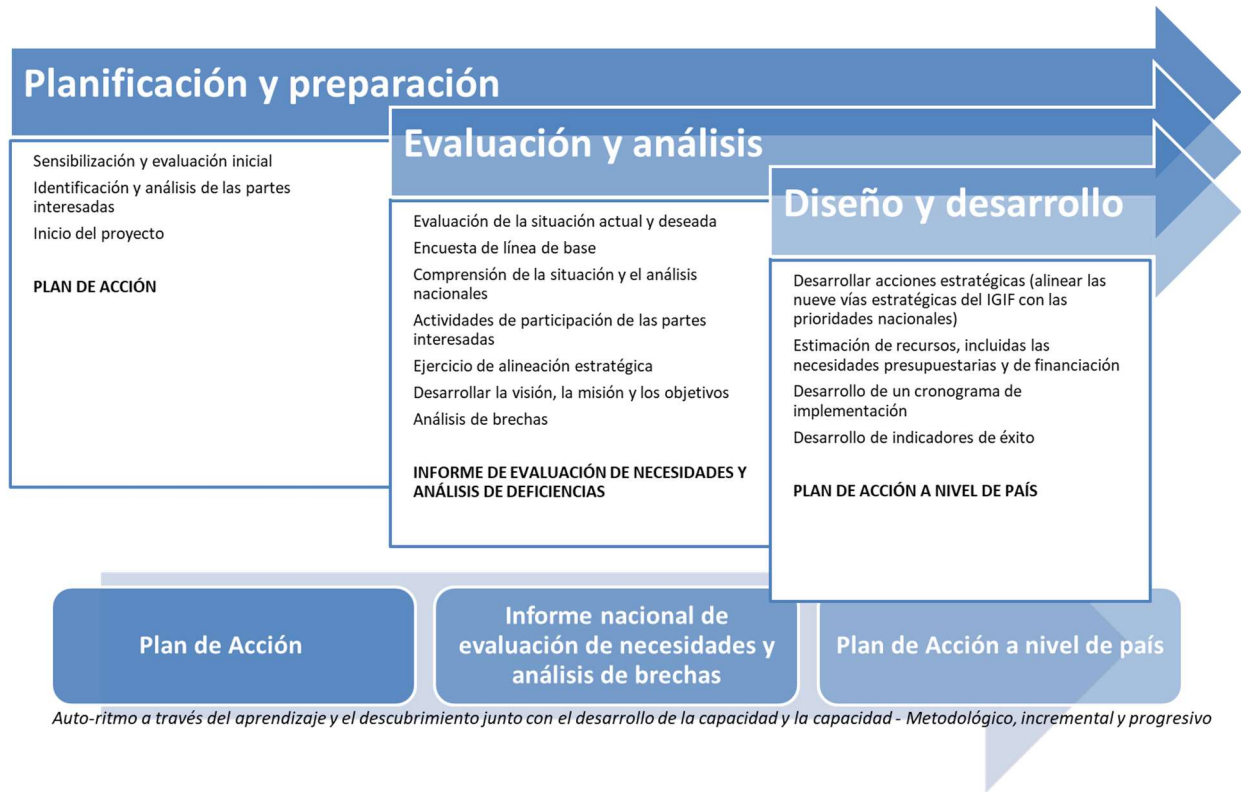 Planificación y preparación
Sensibilización y evaluación inicial
Identificación y análisis de las partes
interesadas
Inicio del proyecto
PLAN DE ACCIÓN
Evaluación y análisis
Evaluación de la situación actual y deseada
Encuesta de línea de base
Comprensión de la situación y el análisis
nacionales
Actividades de participación de las partes
interesadas
Ejercicio de alineación estratégica
Desarrollar la visión, la misión y los objetivos
Análisis de brechas
INFORME DE EVALUACIÓN DE NECESIDADES Y
ANÁLISIS DE DEFICIENCIAS
Diseño y desarrollo
Desarrollar acciones estratégicas (alinear las
nueve vías estratégicas del IGIF con las
prioridades nacionales)
Estimación de recursos, incluidas las
necesidades presupuestarias y de financiación
Desarrollo de un cronograma de
implementación
Desarrollo de indicadores de éxito
PLAN DE ACCIÓN A NIVEL DE PAÍS
Plan de Acción
Informe nacional de
evaluación de necesidades y
análisis de brechas
Plan de Acción a nivel de país
Auto-ritmo a través del aprendizaje y el descubrimiento junto con el desarrollo de la capacidad y la capacidad - Metodológico, incremental y progresivo